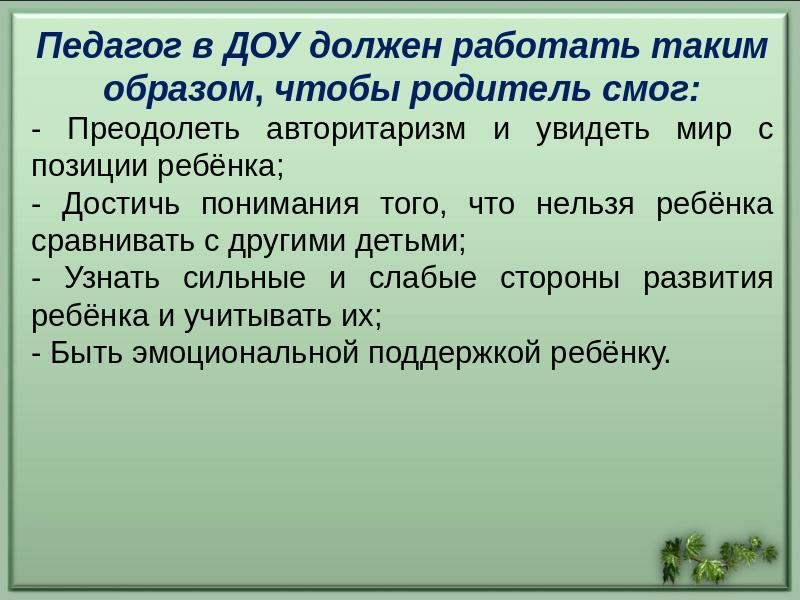 Педагог в ДОУ должен работать таким
образом, чтобы родитель смог:
- Преодолеть авторитаризм и увидеть мир с
позиции ребёнка;
- Достичь понимания того, что нельзя ребёнка
сравнивать с другими детьми;
- Узнать сильные и слабые стороны развития
ребёнка и учитывать их;
- Быть эмоциональной поддержкой ребёнку.